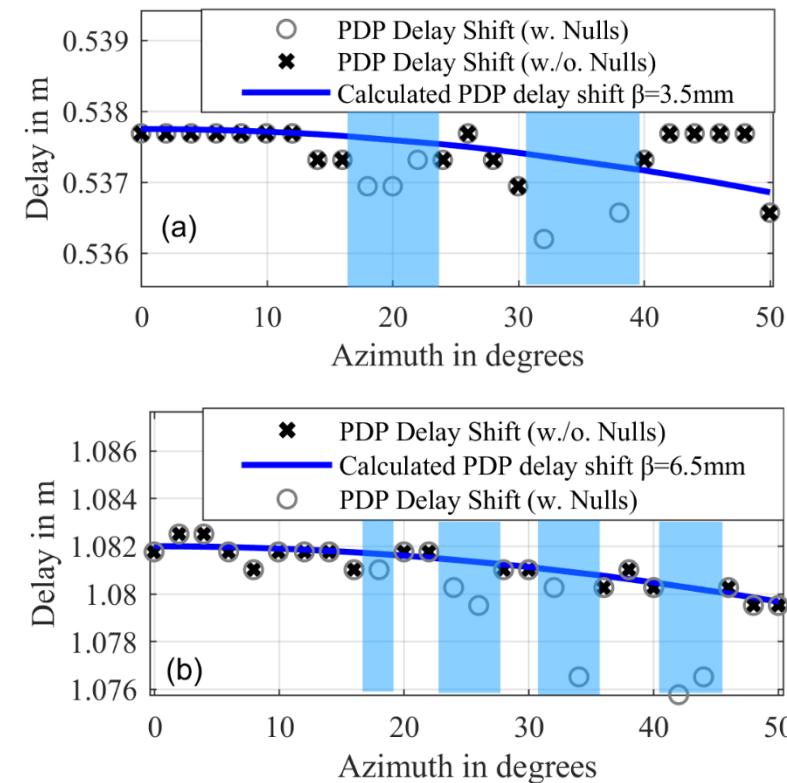 PDP Delay Shift (w. Nulls)
PDP Delay Shift (w./o. Nulls)
Calculated PDP delay shift β=3.5mm
Delay in m
0.539
0.538
0.537
0.536
(a)
0 10 20 30 40 50
Azimuth in degrees
PDP Delay Shift (w./o. Nulls)
Calculated PDP delay shift β=6.5mm
PDP Delay Shift (w. Nulls)
Delay in m
1.086
1.084
1.082
1.08
1.078
1.076
(b)
0 10 20 30 40 50
Azimuth in degrees